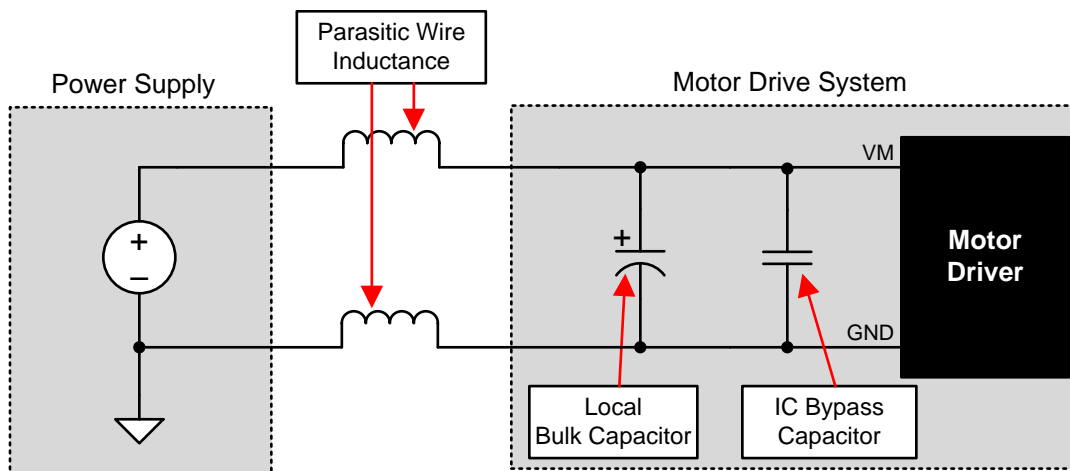 Parasitic Wire
Inductance
Power Supply
Motor Drive System
VM
+
–
+
Motor
Driver
GND
Local
Bulk Capacitor
IC Bypass
Capacitor